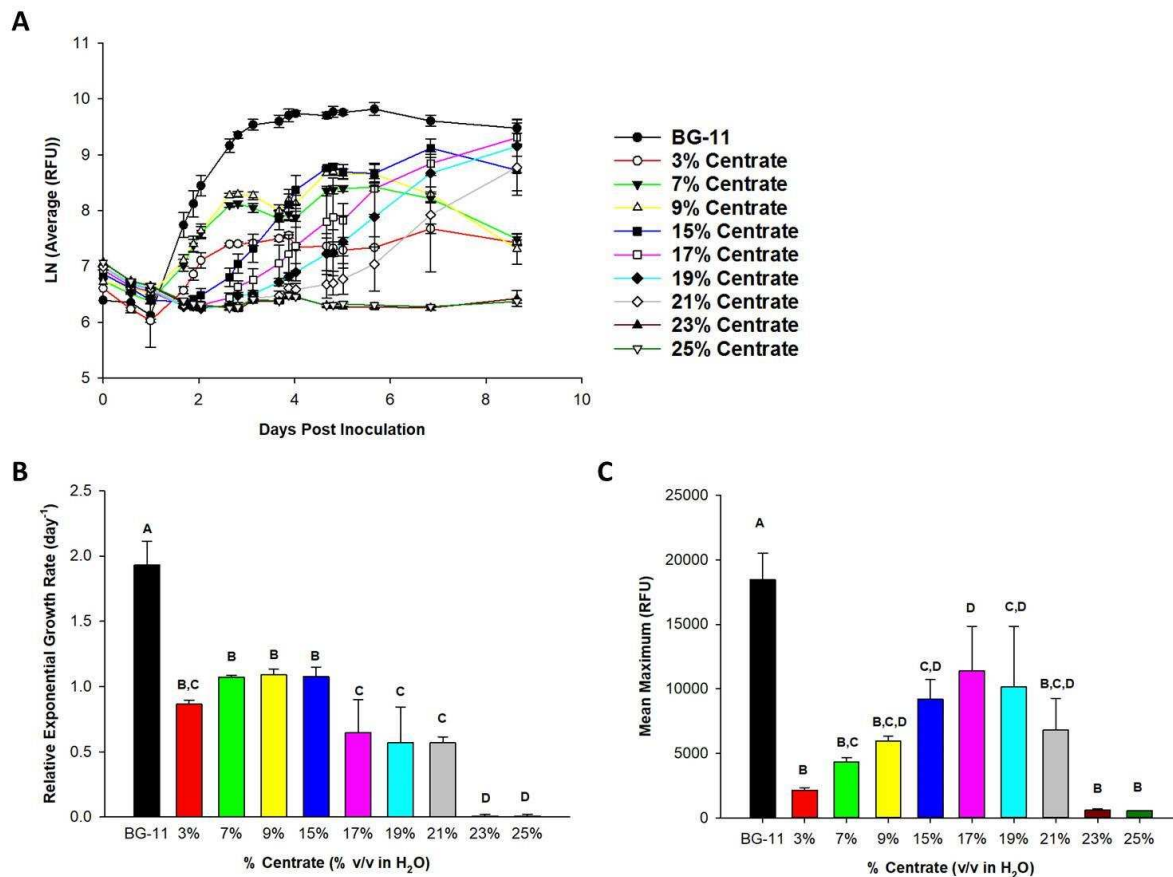 A
11
10
9
8
7
6
5
LN (Average (RFU))
0 2 4 6 8 10
Days Post Inoculation
BG-11
3% Centrate
7% Centrate
9% Centrate
15% Centrate
17% Centrate
19% Centrate
21% Centrate
23% Centrate
25% Centrate
B
2.5
2.0
1.5
1.0
0.5
0.0
Relative Exponential Growth Rate (day⁻¹)
A
B,C
B
B
B
C
C
C
D
D
BG-11 3% 7% 9% 15% 17% 19% 21% 23% 25%
% Centrate (% v/v in H₂O)
C
25000
20000
15000
10000
5000
0
Mean Maximum (RFU)
A
B
B,C
B,C,D
C,D
D
C,D
B,C,D
B
B
BG-11 3% 7% 9% 15% 17% 19% 21% 23% 25%
% Centrate (v/v in H₂O)